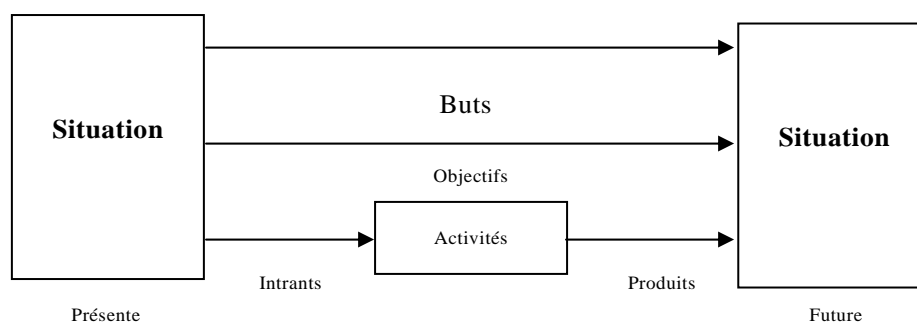 Buts
Situation
Situation
Objectifs
Activités
Intrants
Produits
Présente
Future